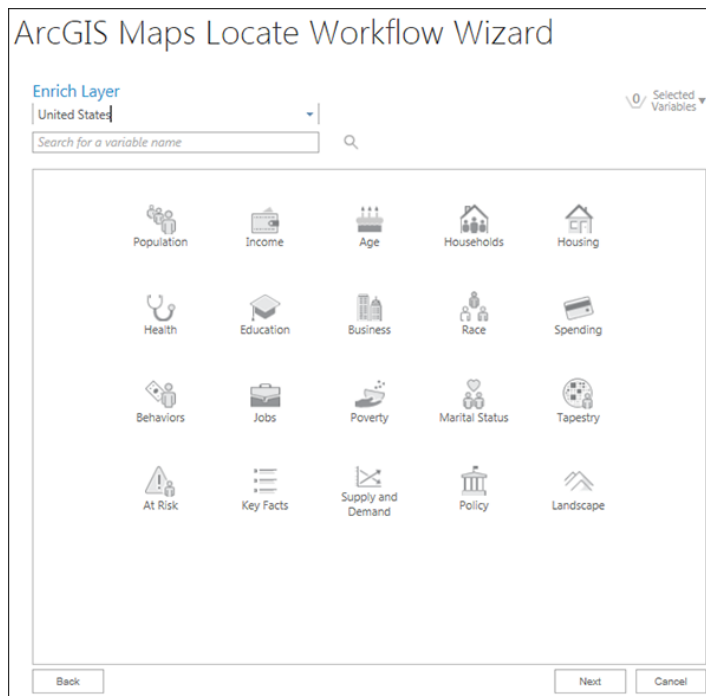 ArcGIS Maps Locate Workflow Wizard
Enrich Layer
0 Selected
Variables
United States
Search for a variable name
Population Income Age Households Housing
Health Education Business Race Spending
Behaviors Jobs Poverty Marital Status Tapestry
At Risk Key Facts Supply and
Demand Policy Landscape
Back Next Cancel